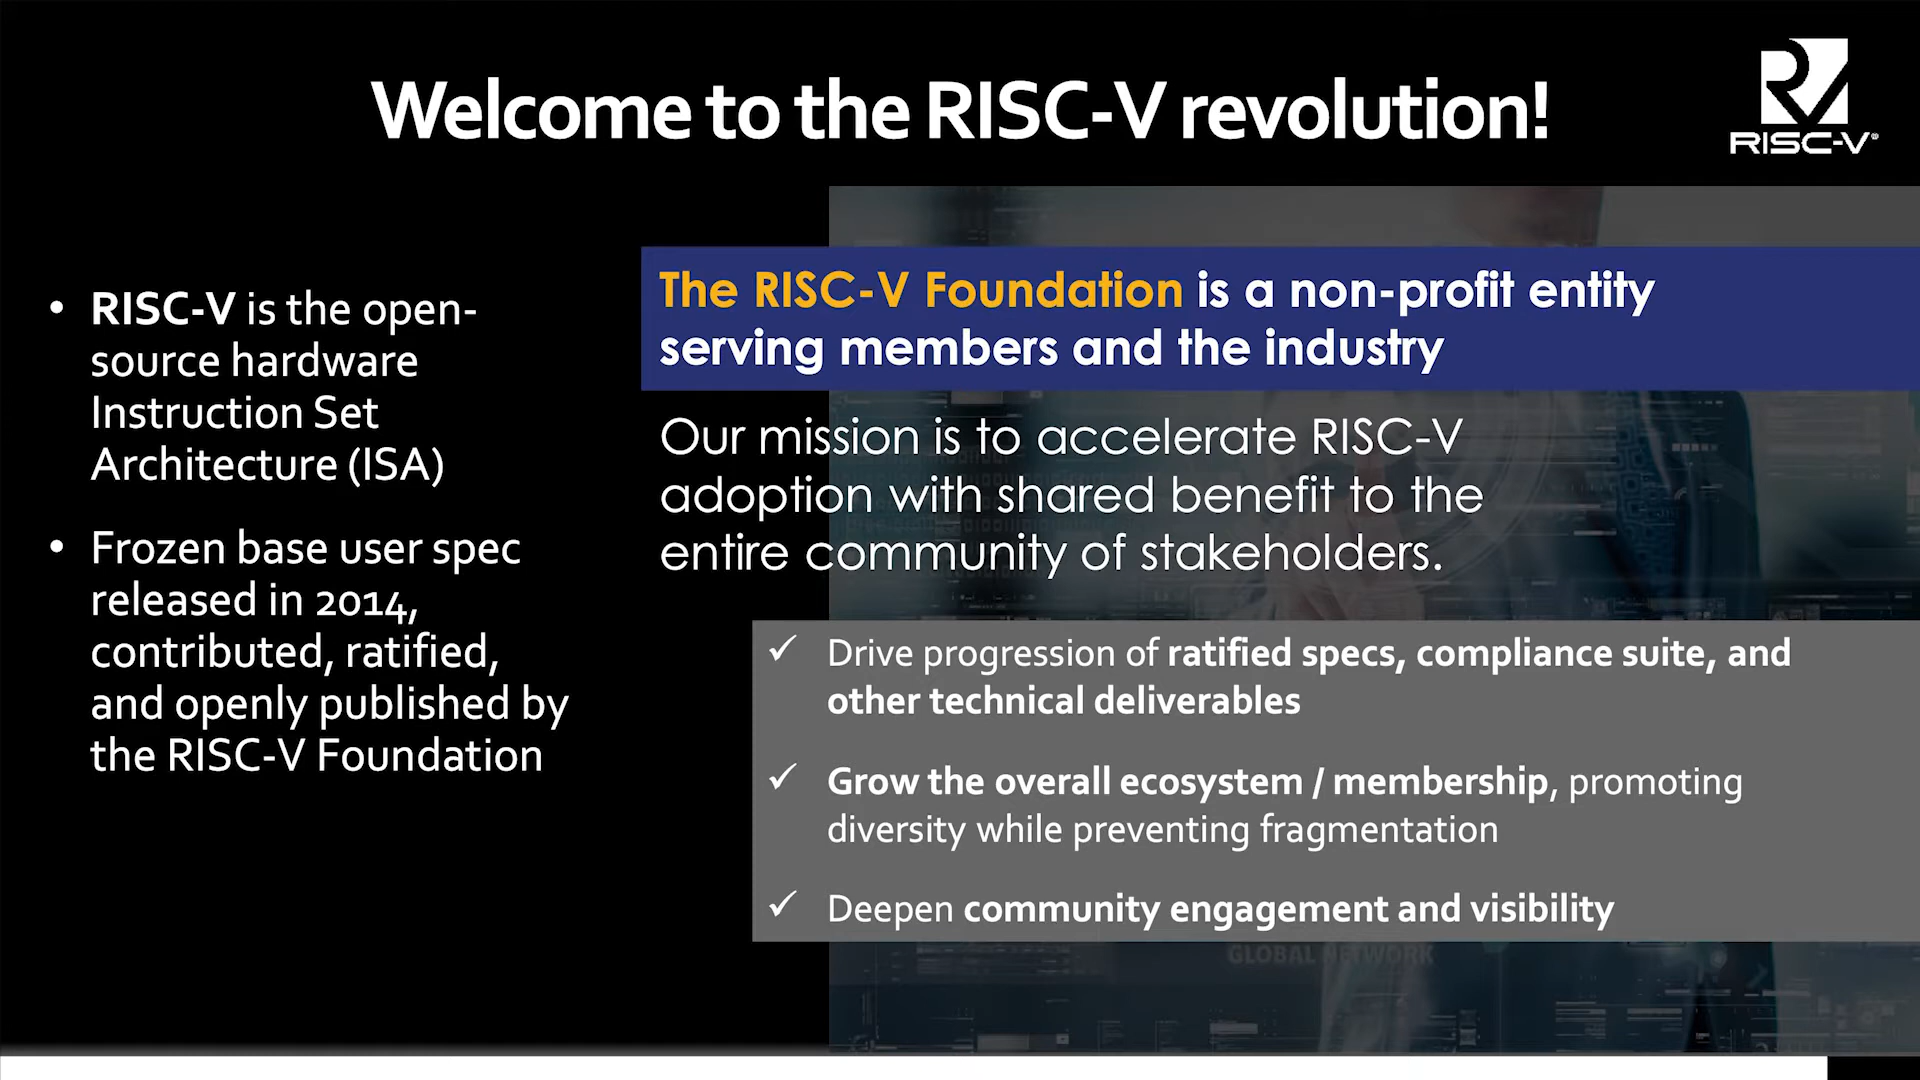 Welcome to the RISC-V revolution!
RISC-V®
• RISC-V is the open-
source hardware
Instruction Set
Architecture (ISA)
• Frozen base user spec
released in 2014,
contributed, ratified,
and openly published by
the RISC-V Foundation
The RISC-V Foundation is a non-profit entity
serving members and the industry
Our mission is to accelerate RISC-V
adoption with shared benefit to the
entire community of stakeholders.
✓ Drive progression of ratified specs, compliance suite, and
other technical deliverables
✓ Grow the overall ecosystem / membership, promoting
diversity while preventing fragmentation
✓ Deepen community engagement and visibility
GLOBAL NETWORK